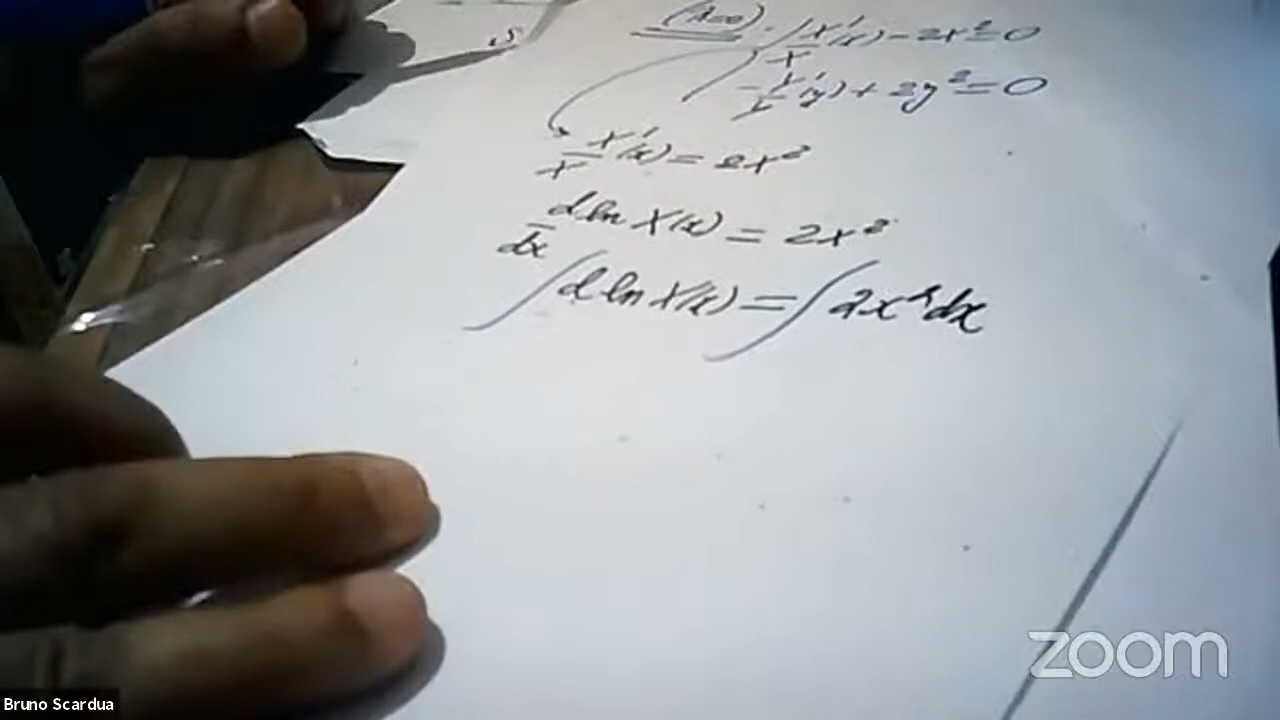 (λ=0) : X'/X (x) - 2x² = 0
- Y'/Y (y) + 2y² = 0
X'/X (x) = 2x²
d/dx ln X(x) = 2x²
∫ d ln X(x) = ∫ 2x² dx
zoom
Bruno Scardua